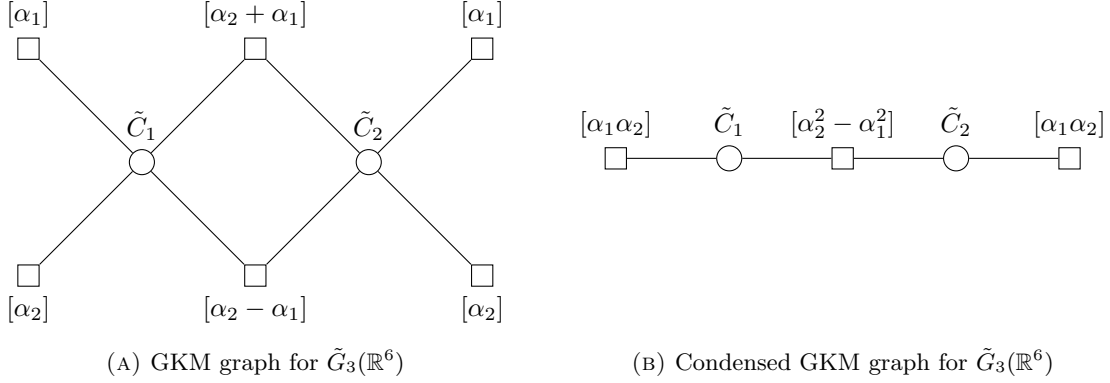 [α₁] [α₂ + α₁] [α₁]
C̃₁ C̃₂
[α₂] [α₂ − α₁] [α₂]
(A) GKM graph for G̃₃(ℝ⁶)
[α₁α₂] C̃₁ [α₂² − α₁²] C̃₂ [α₁α₂]
(B) Condensed GKM graph for G̃₃(ℝ⁶)